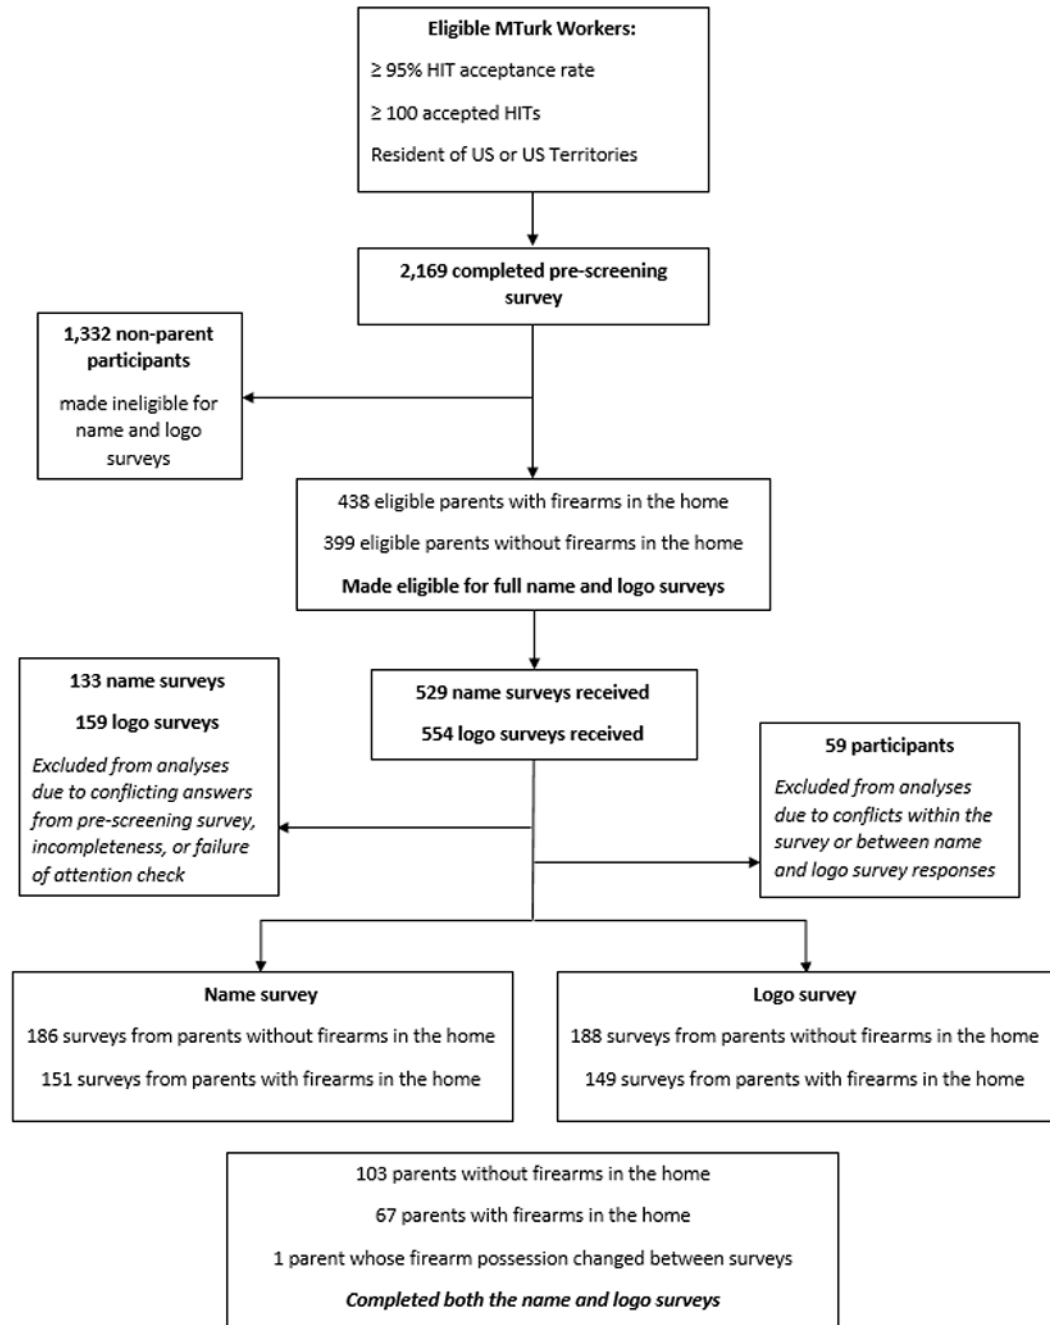 Eligible MTurk Workers:
≥ 95% HIT acceptance rate
≥ 100 accepted HITs
Resident of US or US Territories
2,169 completed pre-screening
survey
1,332 non-parent
participants
made ineligible for
name and logo
surveys
438 eligible parents with firearms in the home
399 eligible parents without firearms in the home
Made eligible for full name and logo surveys
529 name surveys received
554 logo surveys received
133 name surveys
159 logo surveys
Excluded from analyses
due to conflicting answers
from pre-screening survey,
incompleteness, or failure
of attention check
59 participants
Excluded from analyses
due to conflicts within the
survey or between name
and logo survey responses
Name survey
186 surveys from parents without firearms in the home
151 surveys from parents with firearms in the home
Logo survey
188 surveys from parents without firearms in the home
149 surveys from parents with firearms in the home
103 parents without firearms in the home
67 parents with firearms in the home
1 parent whose firearm possession changed between surveys
Completed both the name and logo surveys